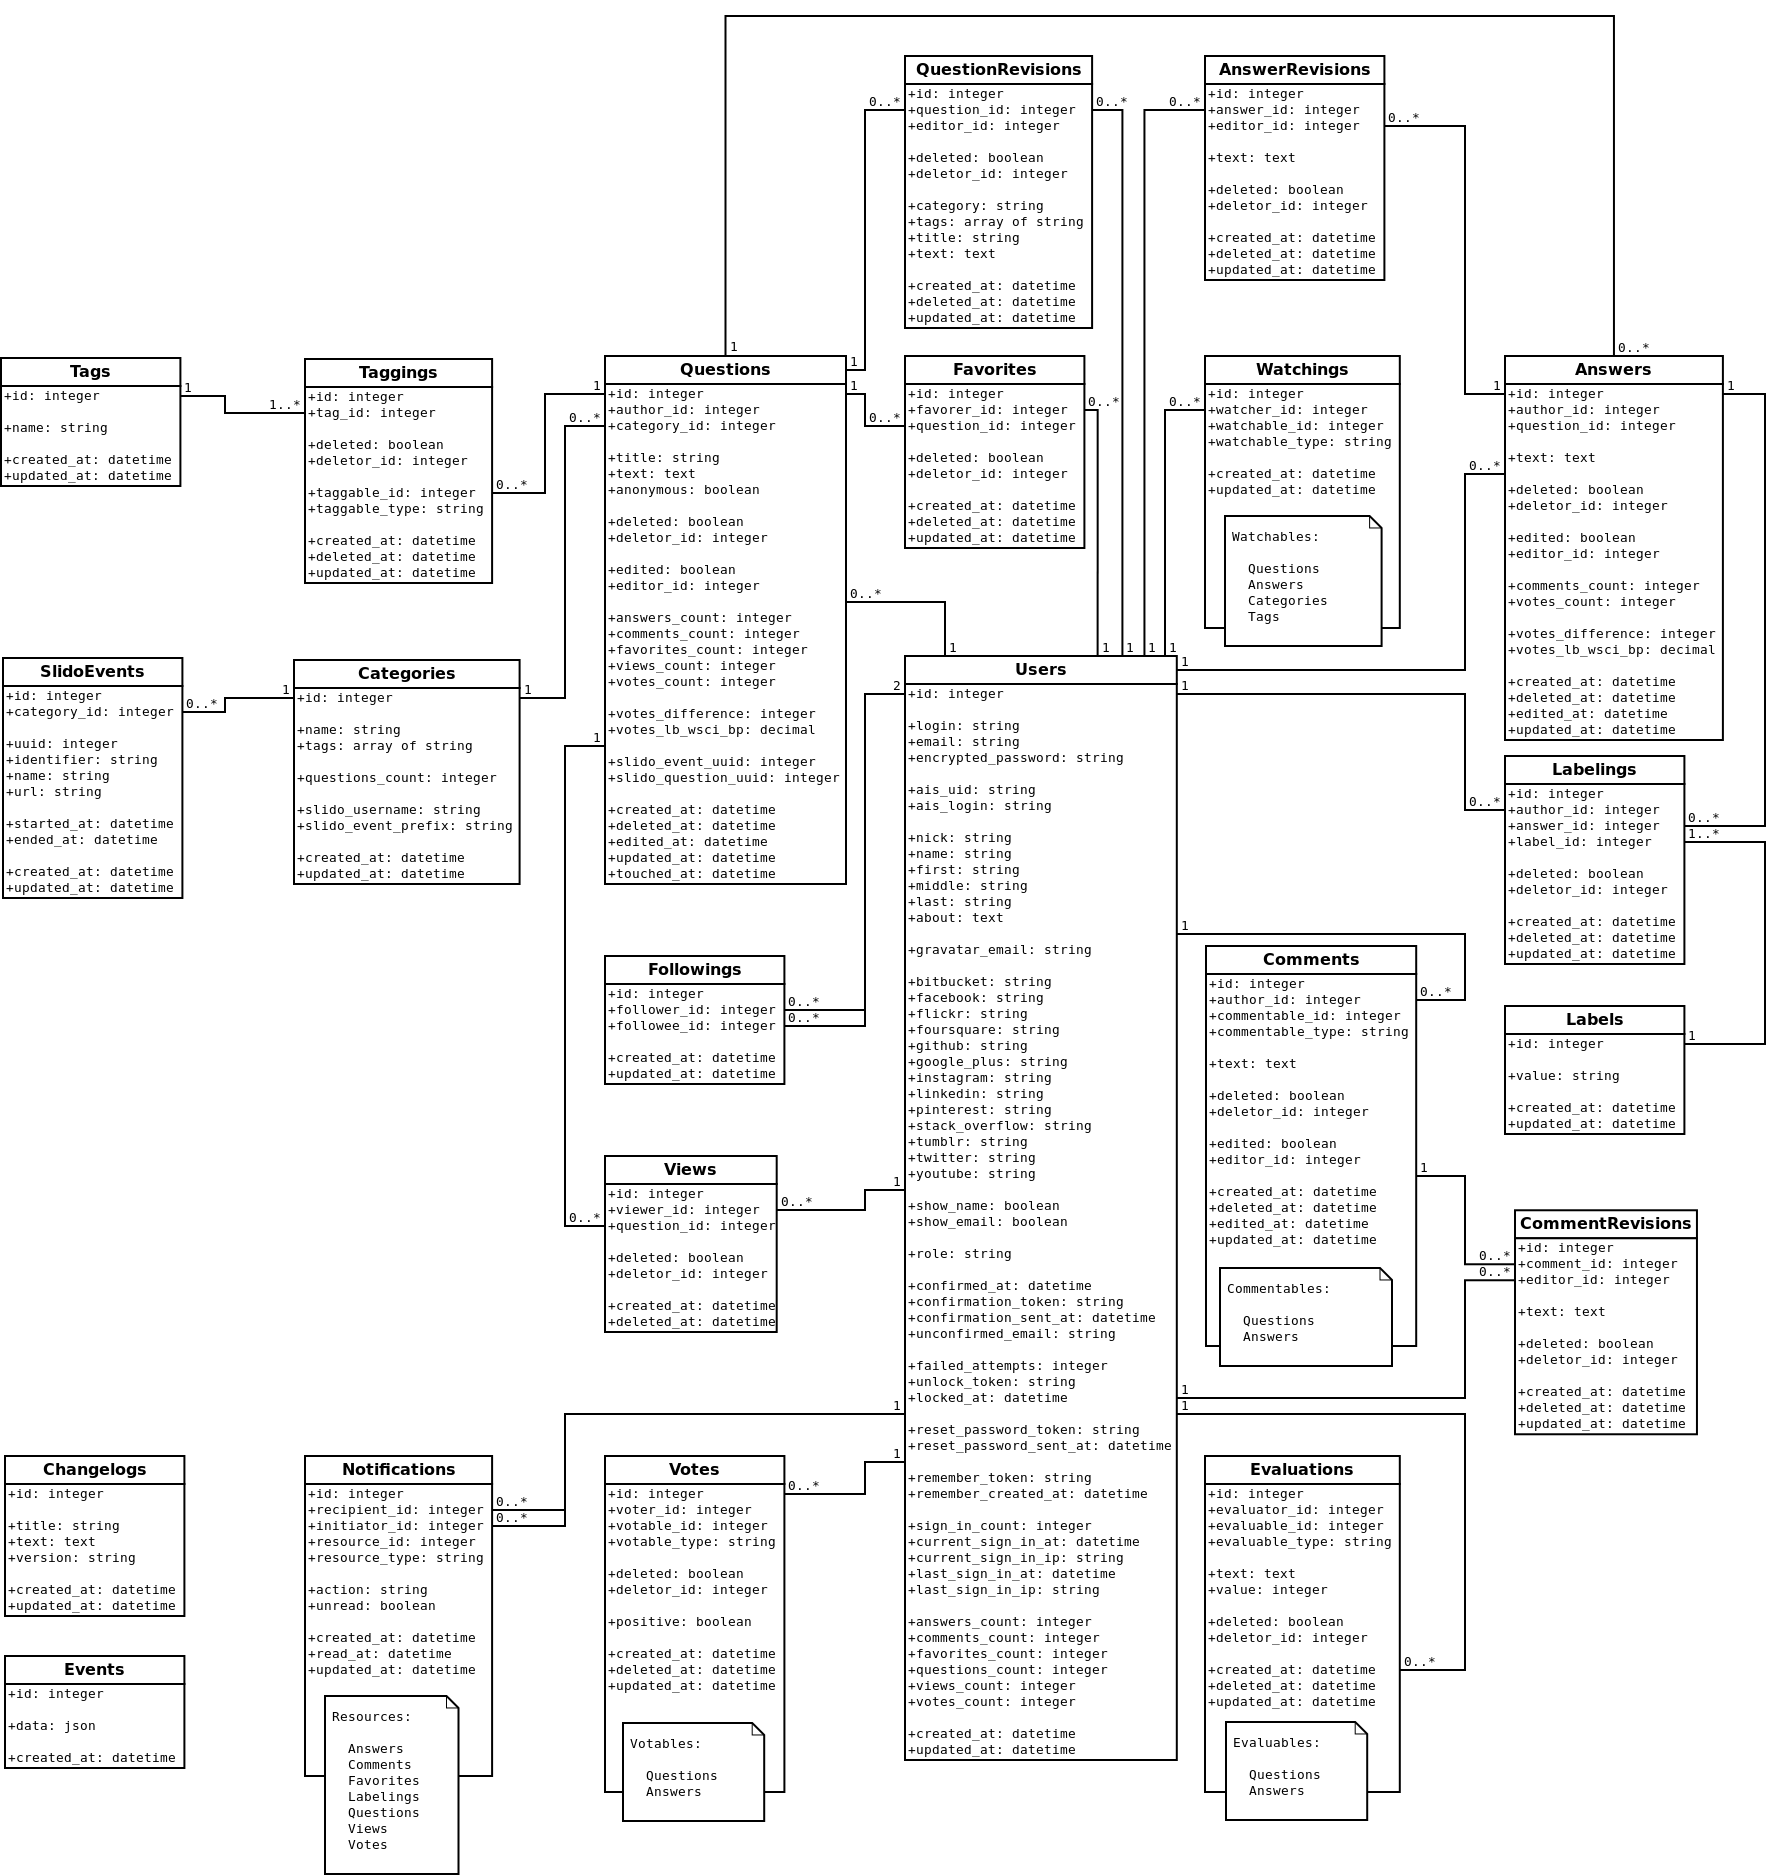 QuestionRevisions
+id: integer
+question_id: integer
+editor_id: integer
+deleted: boolean
+deletor_id: integer
+category: string
+tags: array of string
+title: string
+text: text
+created_at: datetime
+deleted_at: datetime
+updated_at: datetime
0..*
0..*
AnswerRevisions
+id: integer
+answer_id: integer
+editor_id: integer
+text: text
+deleted: boolean
+deletor_id: integer
+created_at: datetime
+deleted_at: datetime
+updated_at: datetime
0..*
0..*
Tags
+id: integer
+name: string
+created_at: datetime
+updated_at: datetime
1
1..*
Taggings
+id: integer
+tag_id: integer
+deleted: boolean
+deletor_id: integer
+taggable_id: integer
+taggable_type: string
+created_at: datetime
+deleted_at: datetime
+updated_at: datetime
0..*
1
0..*
1
1
1
1
Questions
+id: integer
+author_id: integer
+category_id: integer
+title: string
+text: text
+anonymous: boolean
+deleted: boolean
+deletor_id: integer
+edited: boolean
+editor_id: integer
+answers_count: integer
+comments_count: integer
+favorites_count: integer
+views_count: integer
+votes_count: integer
+votes_difference: integer
+votes_lb_wsci_bp: decimal
+slido_event_uuid: integer
+slido_question_uuid: integer
+created_at: datetime
+deleted_at: datetime
+edited_at: datetime
+updated_at: datetime
+touched_at: datetime
0..*
0..*
Favorites
+id: integer
+favorer_id: integer
+question_id: integer
+deleted: boolean
+deletor_id: integer
+created_at: datetime
+deleted_at: datetime
+updated_at: datetime
0..*
0..*
Watchings
+id: integer
+watcher_id: integer
+watchable_id: integer
+watchable_type: string
+created_at: datetime
+updated_at: datetime
Watchables:
Questions
Answers
Categories
Tags
0..*
1
0..*
1
Answers
+id: integer
+author_id: integer
+question_id: integer
+text: text
+deleted: boolean
+deletor_id: integer
+edited: boolean
+editor_id: integer
+comments_count: integer
+votes_count: integer
+votes_difference: integer
+votes_lb_wsci_bp: decimal
+created_at: datetime
+deleted_at: datetime
+edited_at: datetime
+updated_at: datetime
SlidoEvents
+id: integer
+category_id: integer
+uuid: integer
+identifier: string
+name: string
+url: string
+started_at: datetime
+ended_at: datetime
+created_at: datetime
+updated_at: datetime
0..*
1
1
Categories
+id: integer
+name: string
+tags: array of string
+questions_count: integer
+slido_username: string
+slido_event_prefix: string
+created_at: datetime
+updated_at: datetime
1
1
1
1
1
1
2
1
1
Users
+id: integer
+login: string
+email: string
+encrypted_password: string
+ais_uid: string
+ais_login: string
+nick: string
+name: string
+first: string
+middle: string
+last: string
+about: text
+gravatar_email: string
+bitbucket: string
+facebook: string
+flickr: string
+foursquare: string
+github: string
+google_plus: string
+instagram: string
+linkedin: string
+pinterest: string
+stack_overflow: string
+tumblr: string
+twitter: string
+youtube: string
+show_name: boolean
+show_email: boolean
+role: string
+confirmed_at: datetime
+confirmation_token: string
+confirmation_sent_at: datetime
+unconfirmed_email: string
+failed_attempts: integer
+unlock_token: string
+locked_at: datetime
+reset_password_token: string
+reset_password_sent_at: datetime
+remember_token: string
+remember_created_at: datetime
+sign_in_count: integer
+current_sign_in_at: datetime
+current_sign_in_ip: string
+last_sign_in_at: datetime
+last_sign_in_ip: string
+answers_count: integer
+comments_count: integer
+favorites_count: integer
+questions_count: integer
+views_count: integer
+votes_count: integer
+created_at: datetime
+updated_at: datetime
0..*
0..*
1..*
Labelings
+id: integer
+author_id: integer
+answer_id: integer
+label_id: integer
+deleted: boolean
+deletor_id: integer
+created_at: datetime
+deleted_at: datetime
+updated_at: datetime
Followings
+id: integer
+follower_id: integer
+followee_id: integer
+created_at: datetime
+updated_at: datetime
0..*
0..*
1
Comments
+id: integer
+author_id: integer
+commentable_id: integer
+commentable_type: string
+text: text
+deleted: boolean
+deletor_id: integer
+edited: boolean
+editor_id: integer
+created_at: datetime
+deleted_at: datetime
+edited_at: datetime
+updated_at: datetime
Commentables:
Questions
Answers
0..*
1
Labels
+id: integer
+value: string
+created_at: datetime
+updated_at: datetime
1
Views
+id: integer
+viewer_id: integer
+question_id: integer
+deleted: boolean
+deletor_id: integer
+created_at: datetime
+deleted_at: datetime
0..*
0..*
1
CommentRevisions
+id: integer
+comment_id: integer
+editor_id: integer
+text: text
+deleted: boolean
+deletor_id: integer
+created_at: datetime
+deleted_at: datetime
+updated_at: datetime
0..*
0..*
1
1
1
1
Changelogs
+id: integer
+title: string
+text: text
+version: string
+created_at: datetime
+updated_at: datetime
Events
+id: integer
+data: json
+created_at: datetime
Notifications
+id: integer
+recipient_id: integer
+initiator_id: integer
+resource_id: integer
+resource_type: string
+action: string
+unread: boolean
+created_at: datetime
+read_at: datetime
+updated_at: datetime
Resources:
Answers
Comments
Favorites
Labelings
Questions
Views
Votes
0..*
0..*
Votes
+id: integer
+voter_id: integer
+votable_id: integer
+votable_type: string
+deleted: boolean
+deletor_id: integer
+positive: boolean
+created_at: datetime
+deleted_at: datetime
+updated_at: datetime
Votables:
Questions
Answers
0..*
Evaluations
+id: integer
+evaluator_id: integer
+evaluable_id: integer
+evaluable_type: string
+text: text
+value: integer
+deleted: boolean
+deletor_id: integer
+created_at: datetime
+deleted_at: datetime
+updated_at: datetime
Evaluables:
Questions
Answers
0..*